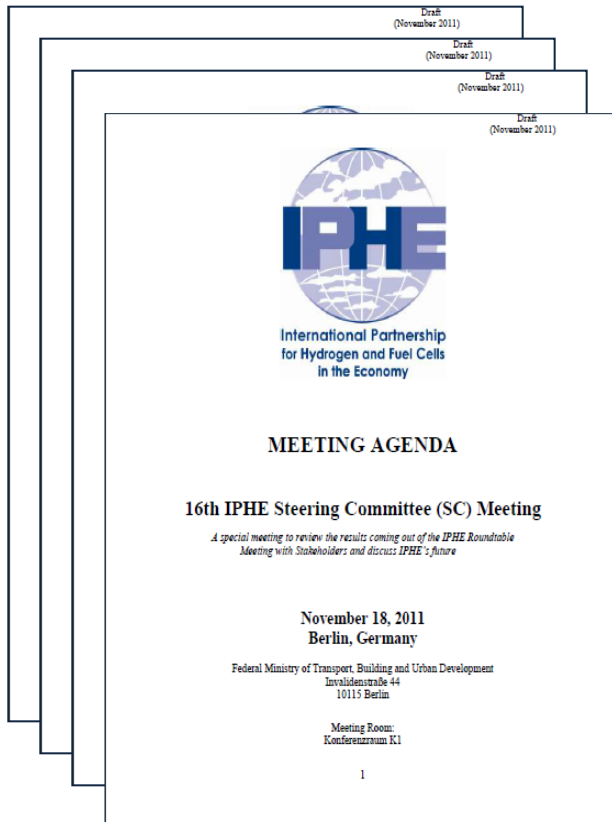 Draft
(November 2011)
Draft
(November 2011)
Draft
(November 2011)
Draft
(November 2011)
IPHE
International Partnership
for Hydrogen and Fuel Cells
in the Economy
MEETING AGENDA
16th IPHE Steering Committee (SC) Meeting
A special meeting to review the results coming out of the IPHE Roundtable
Meeting with Stakeholders and discuss IPHE's future
November 18, 2011
Berlin, Germany
Federal Ministry of Transport, Building and Urban Development
Invalidenstraße 44
10115 Berlin
Meeting Room:
Konferenzraum K1
1